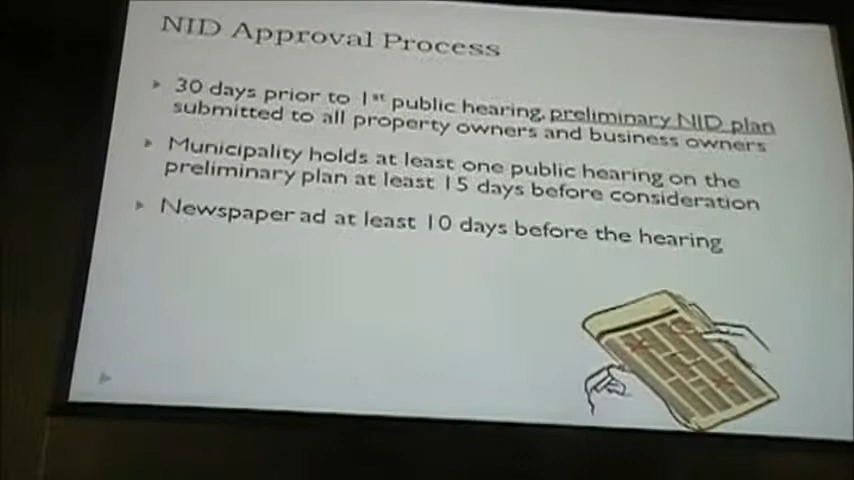 NID Approval Process
30 days prior to 1st public hearing, preliminary NID plan
submitted to all property owners and business owners
Municipality holds at least one public hearing on the
preliminary plan at least 15 days before consideration
Newspaper ad at least 10 days before the hearing